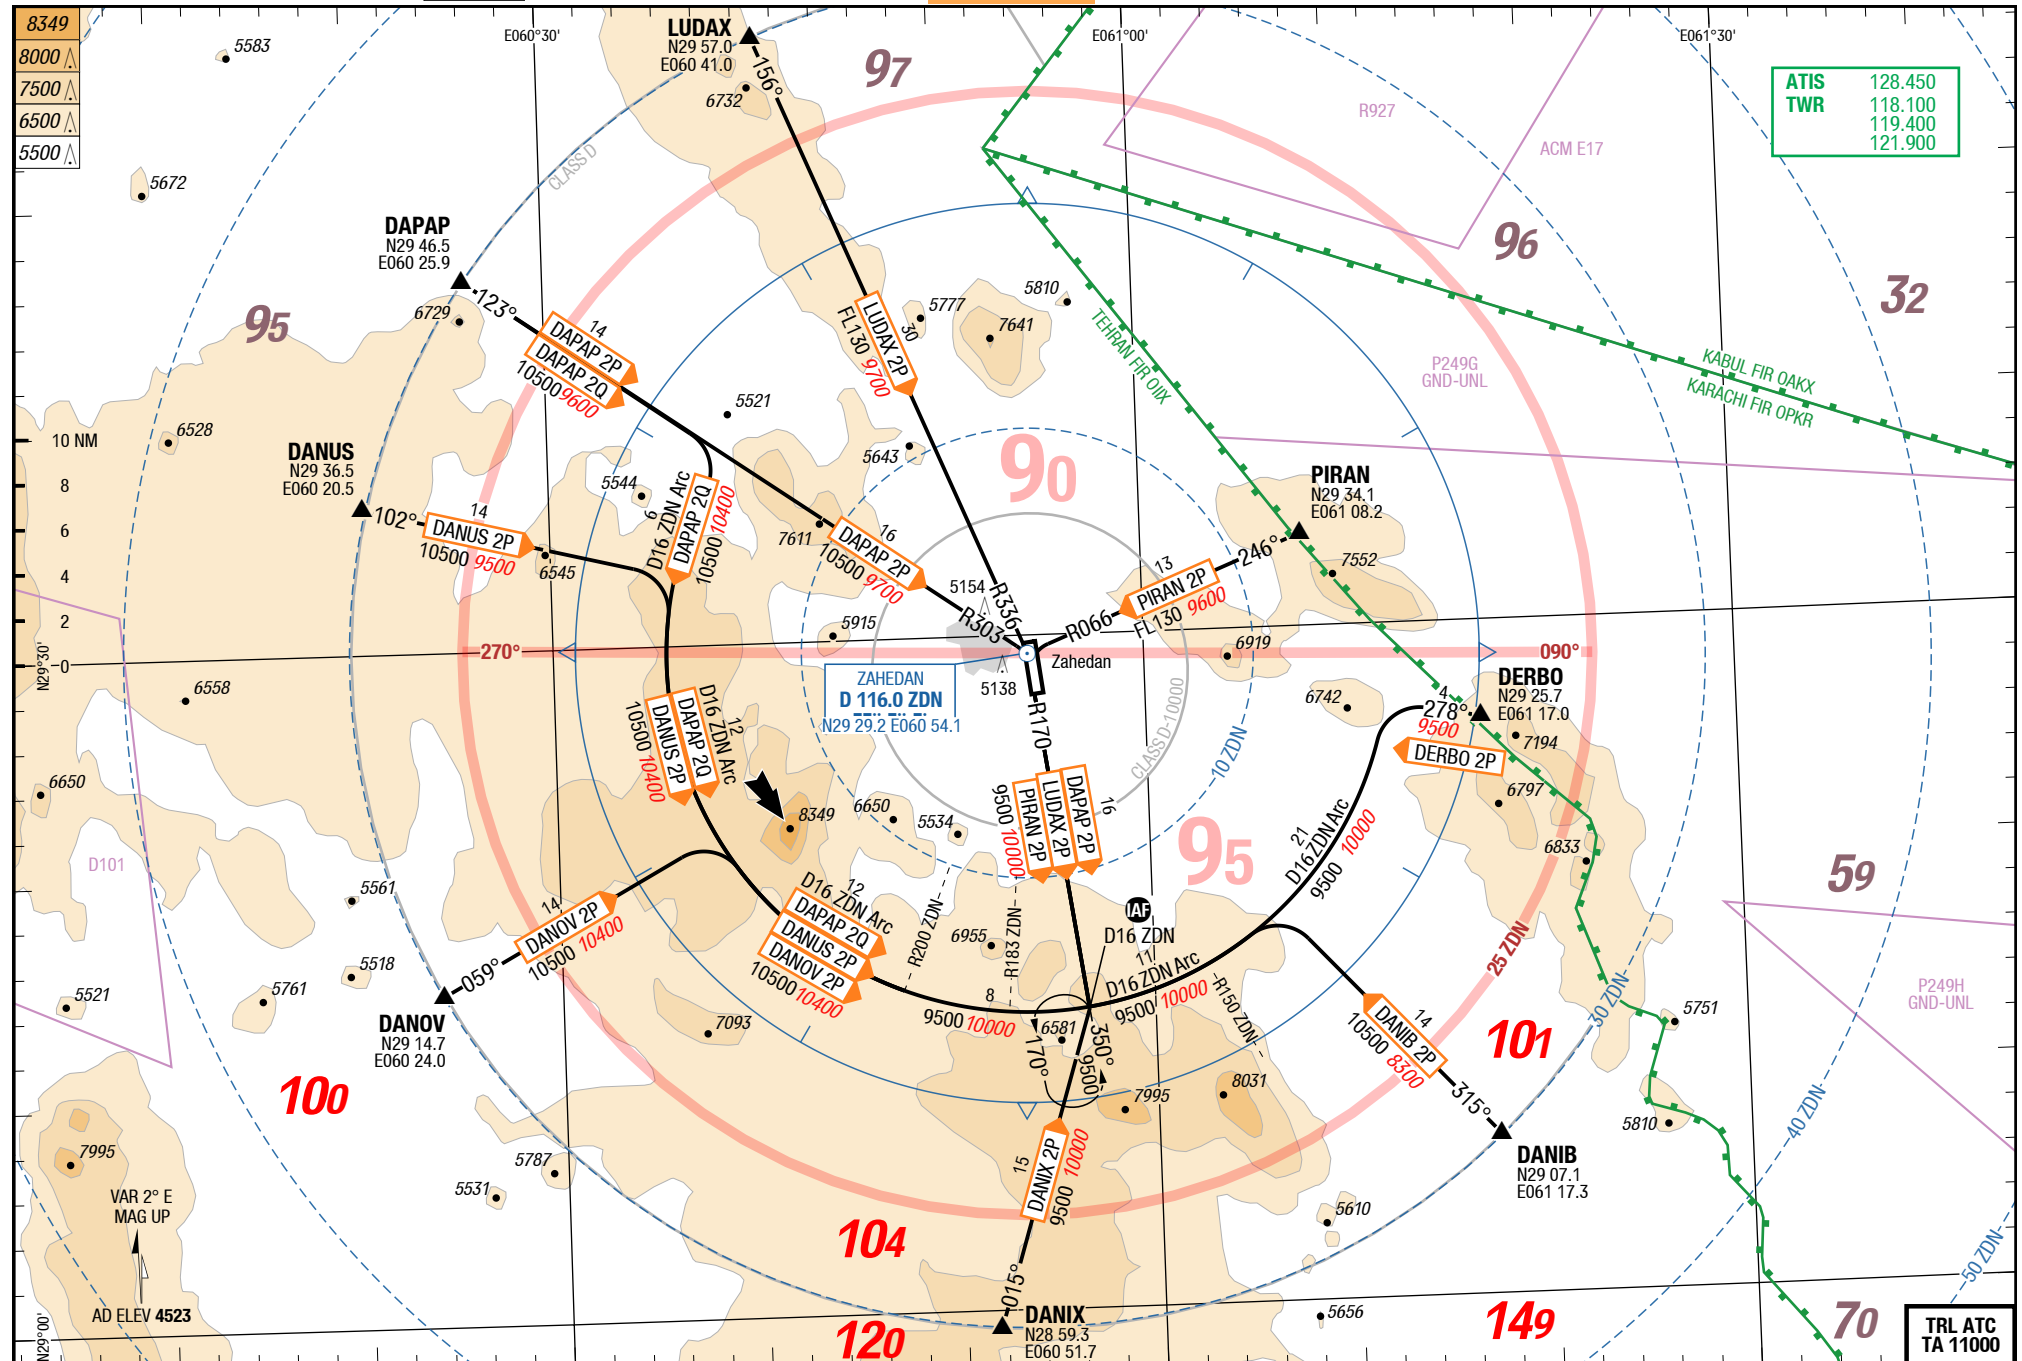 8349
8000
7500
6500
5500
5583
5672
LUDAX
N29 57.0
E060 41.0
E060°30'
E061°00'
E061°30'
156°
6732
97
CLASS D
R927
ACM E17
ATIS 128.450
TWR 118.100
119.400
121.900
DAPAP
N29 46.5
E060 25.9
123°
6729
95
14
DAPAP 2P
DAPAP 2Q
10500 9600
30
LUDAX 2P
FL130 9700
5777
7641
5810
96
32
TEHRAN FIR OIIX
KABUL FIR OAKX
KARACHI FIR OPKR
P249G
GND-UNL
5521
6528
10 NM
8
6
4
2
0
N29°30'
DANUS
N29 36.5
E060 20.5
102°
14
DANUS 2P
10500 9500
6545
5544
6
D16 ZDN Arc
DAPAP 2Q
10500 10400
5643
90
7611
16
DAPAP 2P
10500 9700
PIRAN
N29 34.1
E061 08.2
246°
7552
13
PIRAN 2P
FL130 9600
R066
R336
R303
5154
5138
5915
6919
270°
090°
Zahedan
ZAHEDAN
D 116.0 ZDN
N29 29.2 E060 54.1
R170
CLASS D-10000
10 ZDN
6742
4
278°
9500
DERBO
N29 25.7
E061 17.0
DERBO 2P
7194
6797
6833
6558
6650
D101
12
D16 ZDN Arc
DAPAP 2Q
DANUS 2P
10500 10400
8349
6650
5534
16
DAPAP 2P
LUDAX 2P
PIRAN 2P
9500 10000
95
21
D16 ZDN Arc
9500 10000
59
5561
14
DANOV 2P
10500 10400
059°
DANOV
N29 14.7
E060 24.0
5518
5761
5521
12
D16 ZDN Arc
DAPAP 2Q
DANUS 2P
DANOV 2P
10500 10400
R200 ZDN
R183 ZDN
R150 ZDN
6955
IAF
D16 ZDN
11
D16 ZDN Arc
9500 10000
8
9500 10000
6581
170°
350°
9500
7093
7995
8031
25 ZDN
30 ZDN
40 ZDN
50 ZDN
14
DANIB 2P
10500 8300
315°
DANIB
N29 07.1
E061 17.3
101
5751
5810
P249H
GND-UNL
100
7995
VAR 2° E
MAG UP
AD ELEV 4523
N29°00'
5787
5531
15
DANIX 2P
9500 10000
015°
DANIX
N28 59.3
E060 51.7
104
120
5610
5656
149
70
TRL ATC
TA 11000